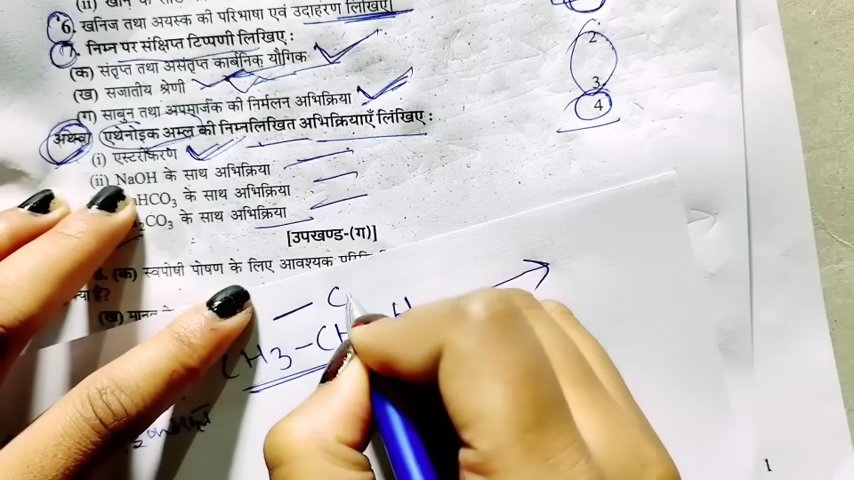 (ii)
6. खनिज तथा अयस्क की परिभाषा एवं उदाहरण लिखिए।
7. निम्न पर संक्षिप्त टिप्पणी लिखिए :
2
(क) संतृप्त तथा असंतृप्त कार्बनिक यौगिक
(ख) सजातीय श्रेणी
3
(ग) साबुन तथा अपमार्जक की निर्मलन अभिक्रिया
4
अथवा एथेनोइक अम्ल की निम्नलिखित अभिक्रियाएँ लिखिए :
(i) एस्टरीकरण
(ii) NaOH के साथ अभिक्रिया
aHCO₃ के साथ अभिक्रिया
CO₃ के साथ अभिक्रिया
[उपखण्ड-(ग)]
(क) स्वपोषी पोषण के लिए आवश्यक
क्या है?
(ख) मानव
— C
CH₃–CH H
1